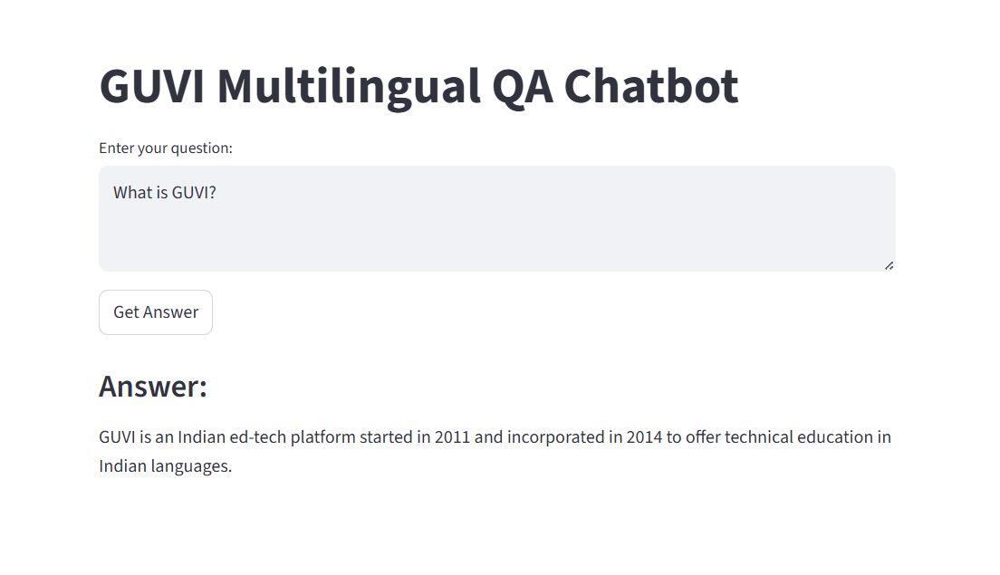 GUVI Multilingual QA Chatbot
Enter your question:
What is GUVI?
Get Answer
Answer:
GUVI is an Indian ed-tech platform started in 2011 and incorporated in 2014 to offer technical education in
Indian languages.